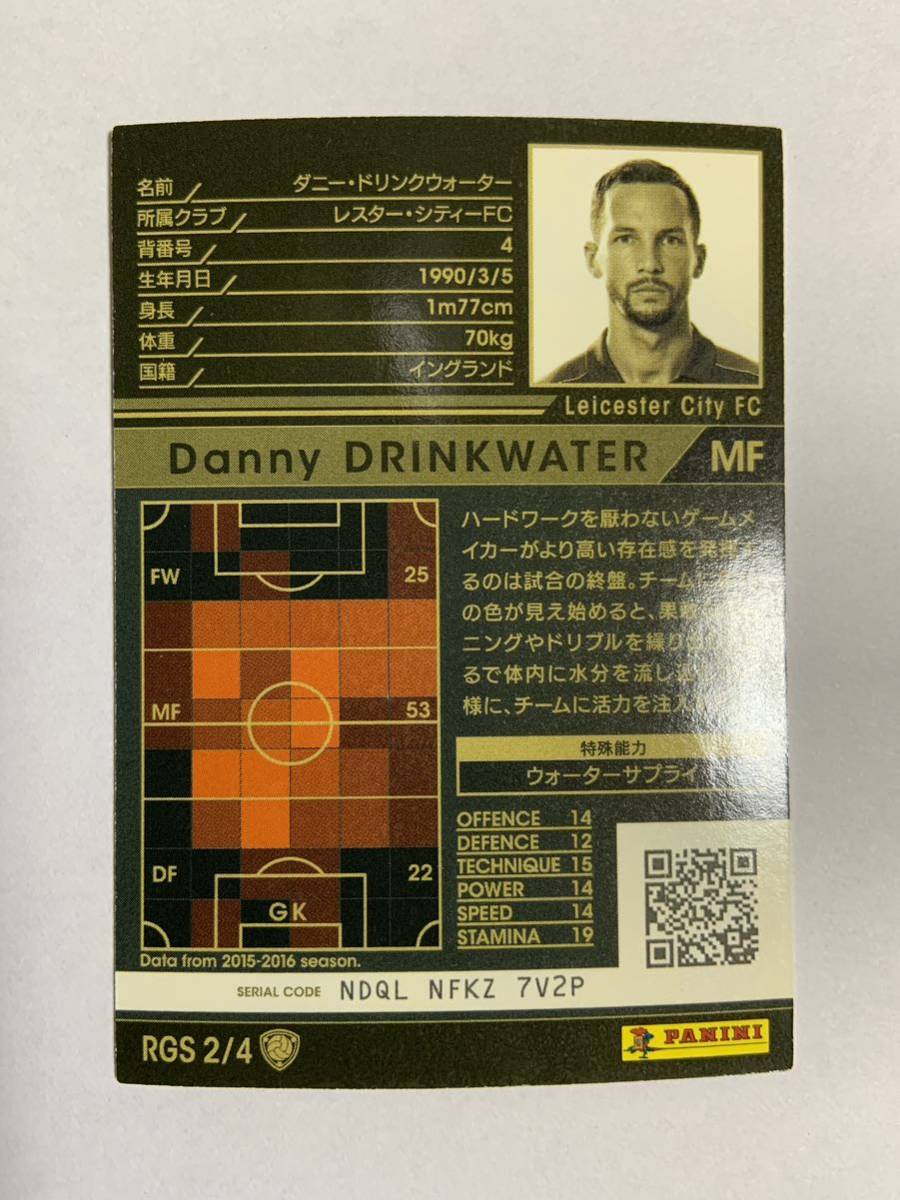 名前 ダニー・ドリンクウォーター
所属クラブ レスター・シティーFC
背番号 4
生年月日 1990/3/5
身長 1m77cm
体重 70kg
国籍 イングランド
Leicester City FC
Danny DRINKWATER MF
FW 25
MF 53
DF 22
GK
Data from 2015-2016 season.
ハードワークを厭わないゲームメ
イカーがより高い存在感を発揮す
るのは試合の終盤。チームに
の色が見え始めると、果敢
ニングやドリブルを繰り
るで体内に水分を流し
様に、チームに活力を注入
特殊能力
ウォーターサプライ
OFFENCE 14
DEFENCE 12
TECHNIQUE 15
POWER 14
SPEED 14
STAMINA 19
SERIAL CODE NDQL NFKZ 7V2P
RGS 2/4
PANINI